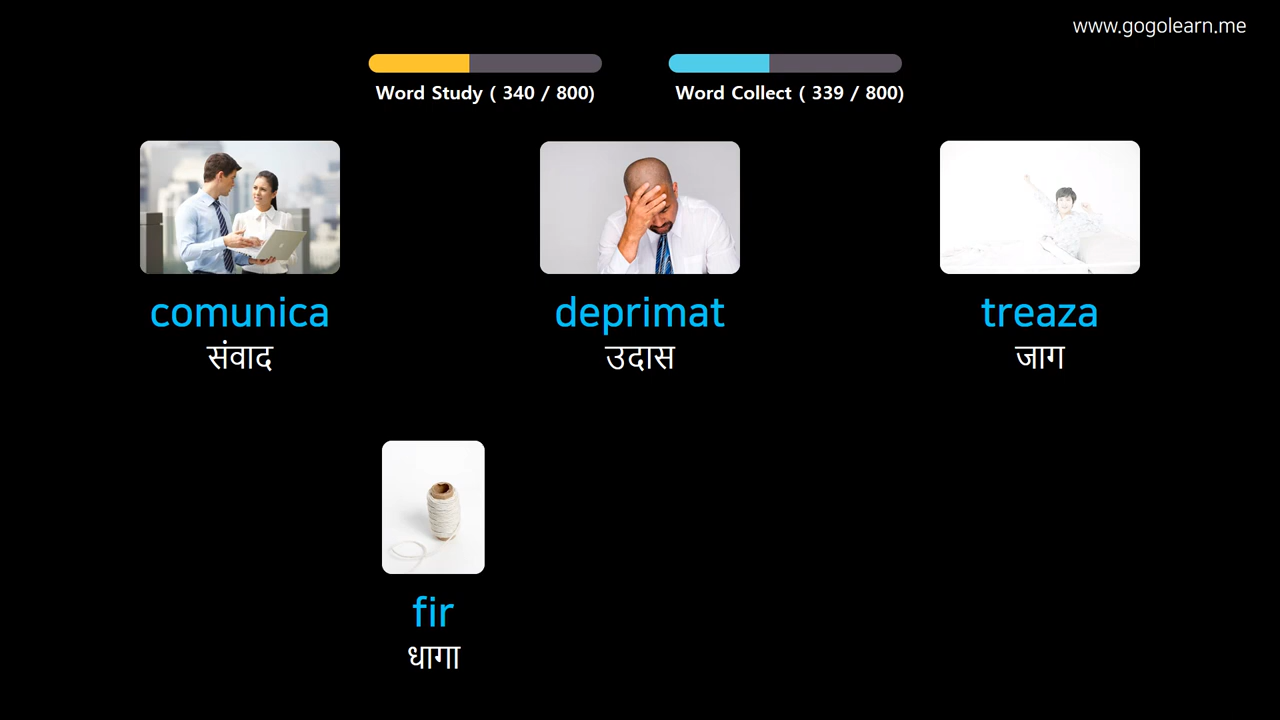 www.gogolearn.me
Word Study ( 340 / 800)
Word Collect ( 339 / 800)
comunica
संवाद
deprimat
उदास
treaza
जाग
fir
धागा